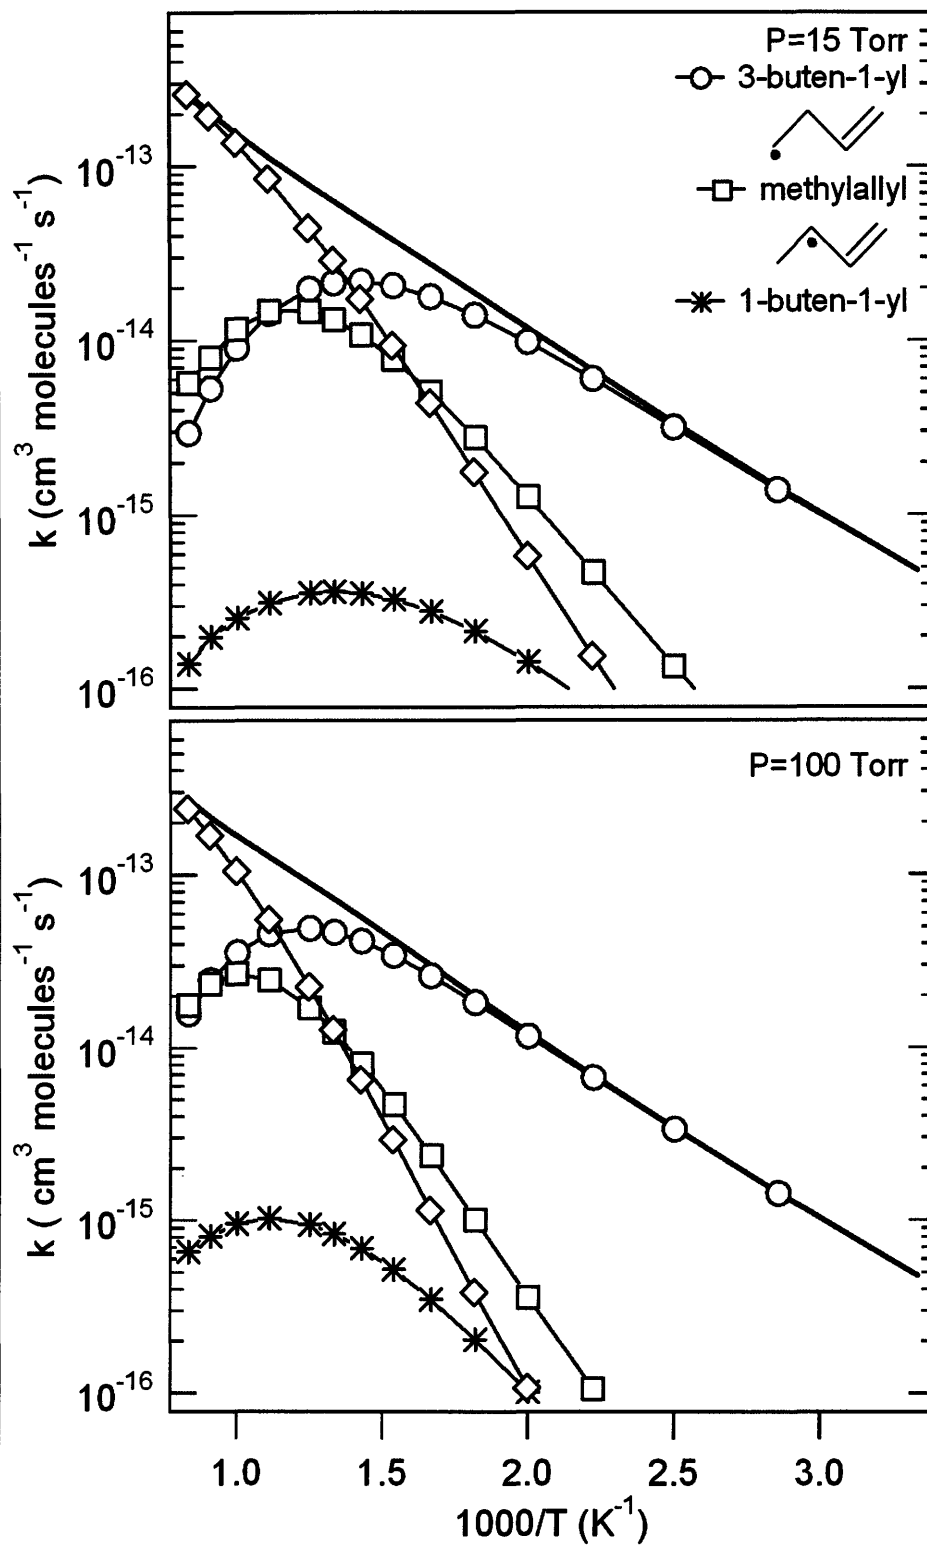 P=15 Torr
3-buten-1-yl
methylallyl
1-buten-1-yl
k (cm³ molecules⁻¹ s⁻¹)
10⁻¹³
10⁻¹⁴
10⁻¹⁵
10⁻¹⁶
P=100 Torr
k ( cm³ molecules⁻¹ s⁻¹)
10⁻¹³
10⁻¹⁴
10⁻¹⁵
10⁻¹⁶
1.0 1.5 2.0 2.5 3.0
1000/T (K⁻¹)